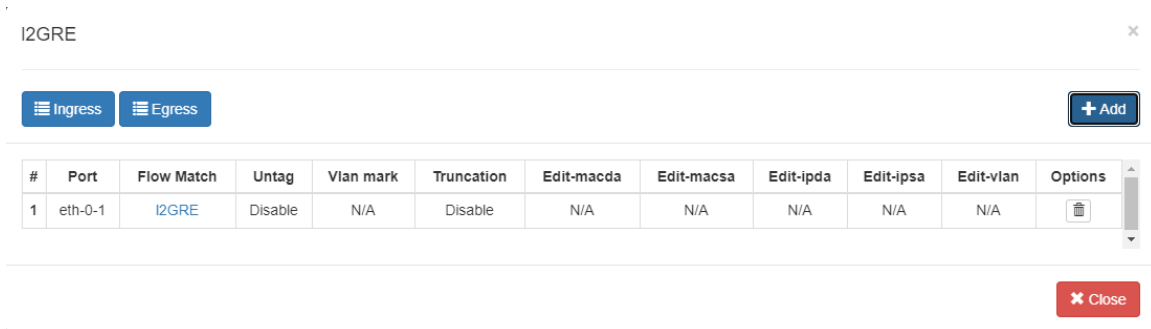 l2GRE ×
Ingress Egress + Add
# Port Flow Match Untag Vlan mark Truncation Edit-macda Edit-macsa Edit-ipda Edit-ipsa Edit-vlan Options
1 eth-0-1 l2GRE Disable N/A Disable N/A N/A N/A N/A N/A
Close